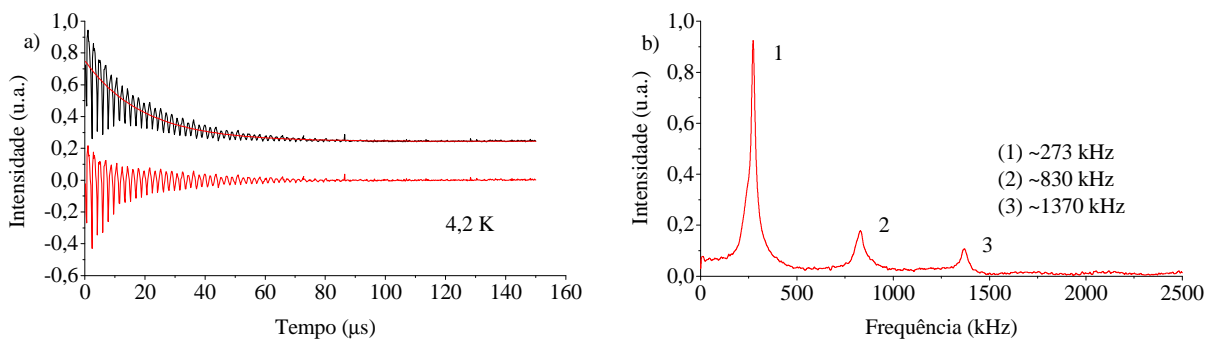 a)
Intensidade (u.a.)
1,0
0,8
0,6
0,4
0,2
0,0
-0,2
-0,4
-0,6
4,2 K
0 20 40 60 80 100 120 140 160
Tempo (μs)
b)
Intensidade (u.a.)
1,0
0,8
0,6
0,4
0,2
0,0
1
2
3
(1) ~273 kHz
(2) ~830 kHz
(3) ~1370 kHz
0 500 1000 1500 2000 2500
Frequência (kHz)